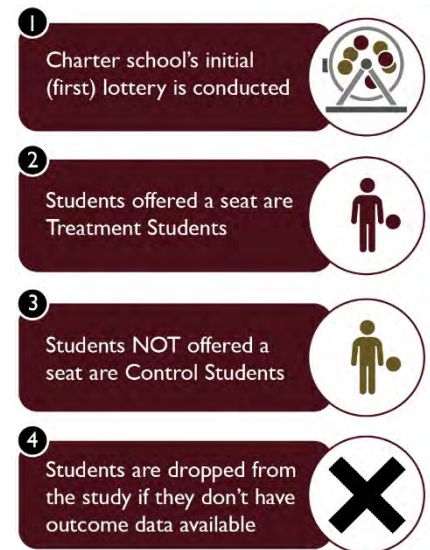 1
Charter school's initial
(first) lottery is conducted
2
Students offered a seat are
Treatment Students
3
Students NOT offered a
seat are Control Students
4
Students are dropped from
the study if they don't have
outcome data available